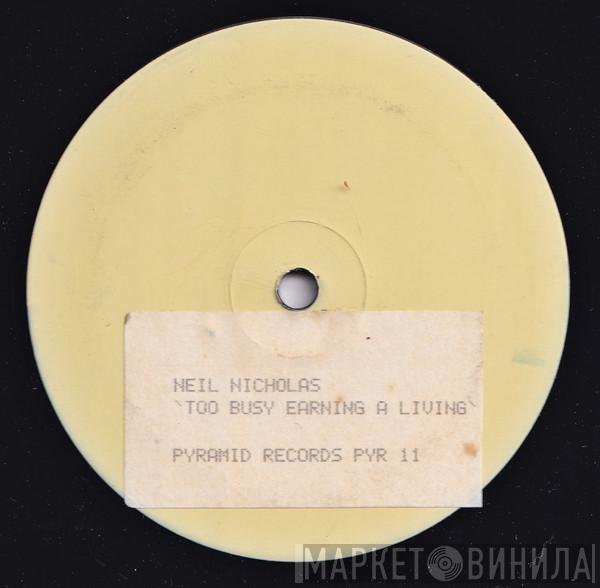 NEIL NICHOLAS
`TOO BUSY EARNING A LIVING`
PYRAMID RECORDS PYR 11
МАРКЕТ ВИНИЛА